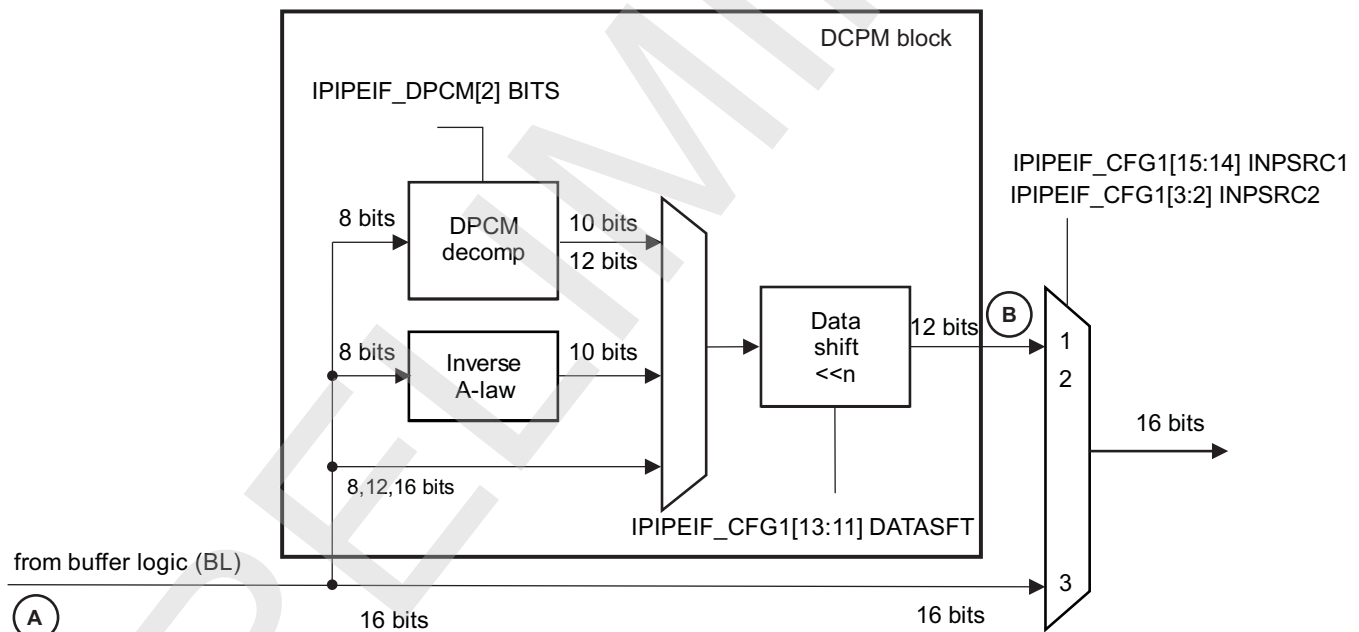 DCPM block
IPIPEIF_DPCM[2] BITS
IPIPEIF_CFG1[15:14] INPSRC1
IPIPEIF_CFG1[3:2] INPSRC2
8 bits
DPCM
decomp
10 bits
12 bits
8 bits
Inverse
A-law
10 bits
8,12,16 bits
Data
shift
<<n
12 bits
B
1
2
3
16 bits
IPIPEIF_CFG1[13:11] DATASFT
from buffer logic (BL)
A
16 bits
16 bits